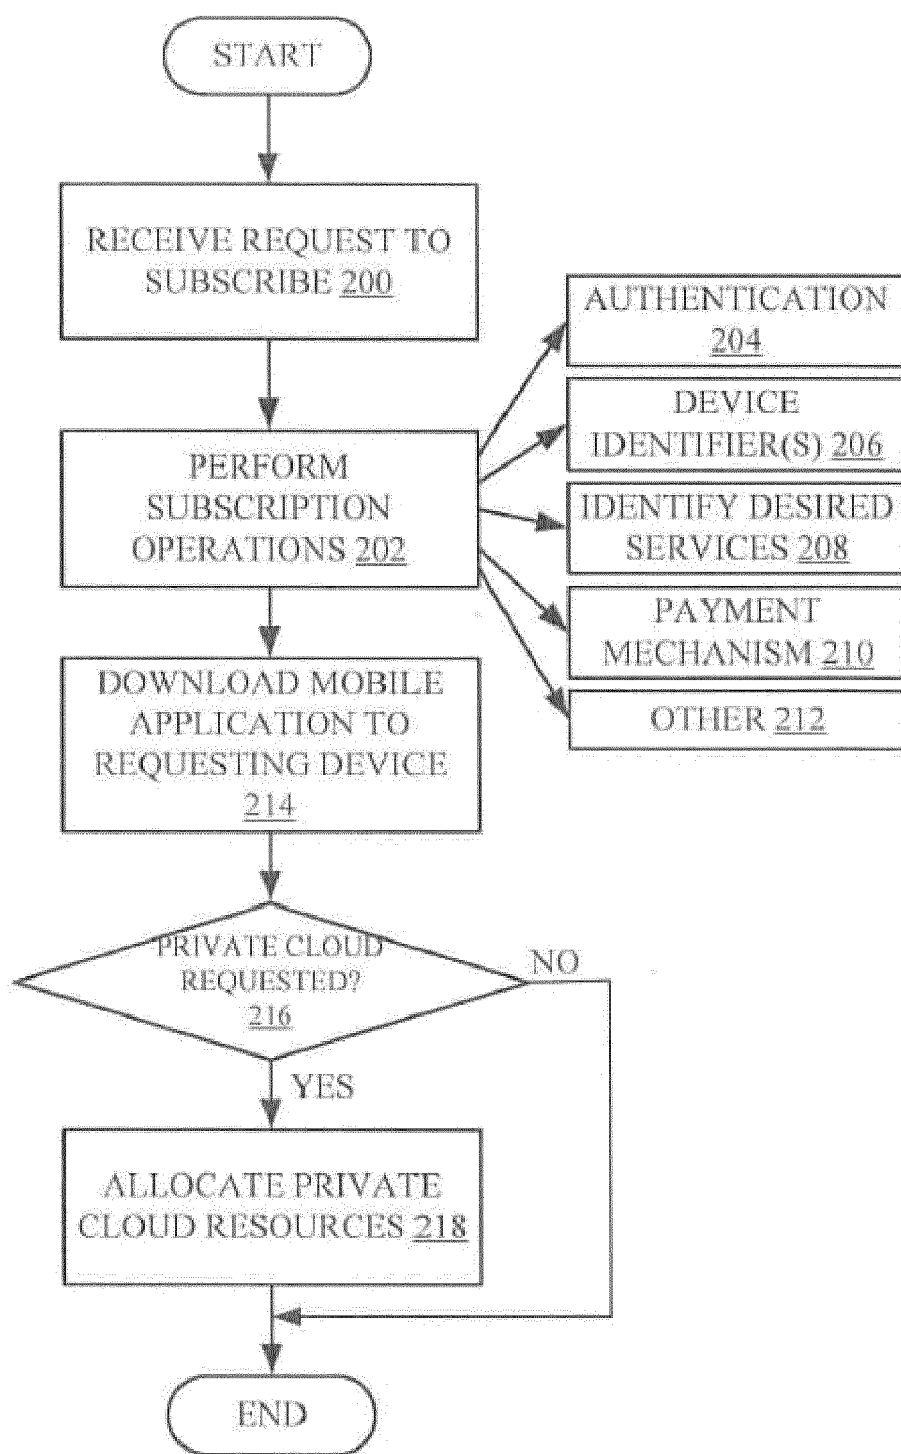 START
RECEIVE REQUEST TO
SUBSCRIBE 200
PERFORM
SUBSCRIPTION
OPERATIONS 202
AUTHENTICATION
204
DEVICE
IDENTIFIER(S) 206
IDENTIFY DESIRED
SERVICES 208
PAYMENT
MECHANISM 210
OTHER 212
DOWNLOAD MOBILE
APPLICATION TO
REQUESTING DEVICE
214
PRIVATE CLOUD
REQUESTED?
216
NO
YES
ALLOCATE PRIVATE
CLOUD RESOURCES 218
END